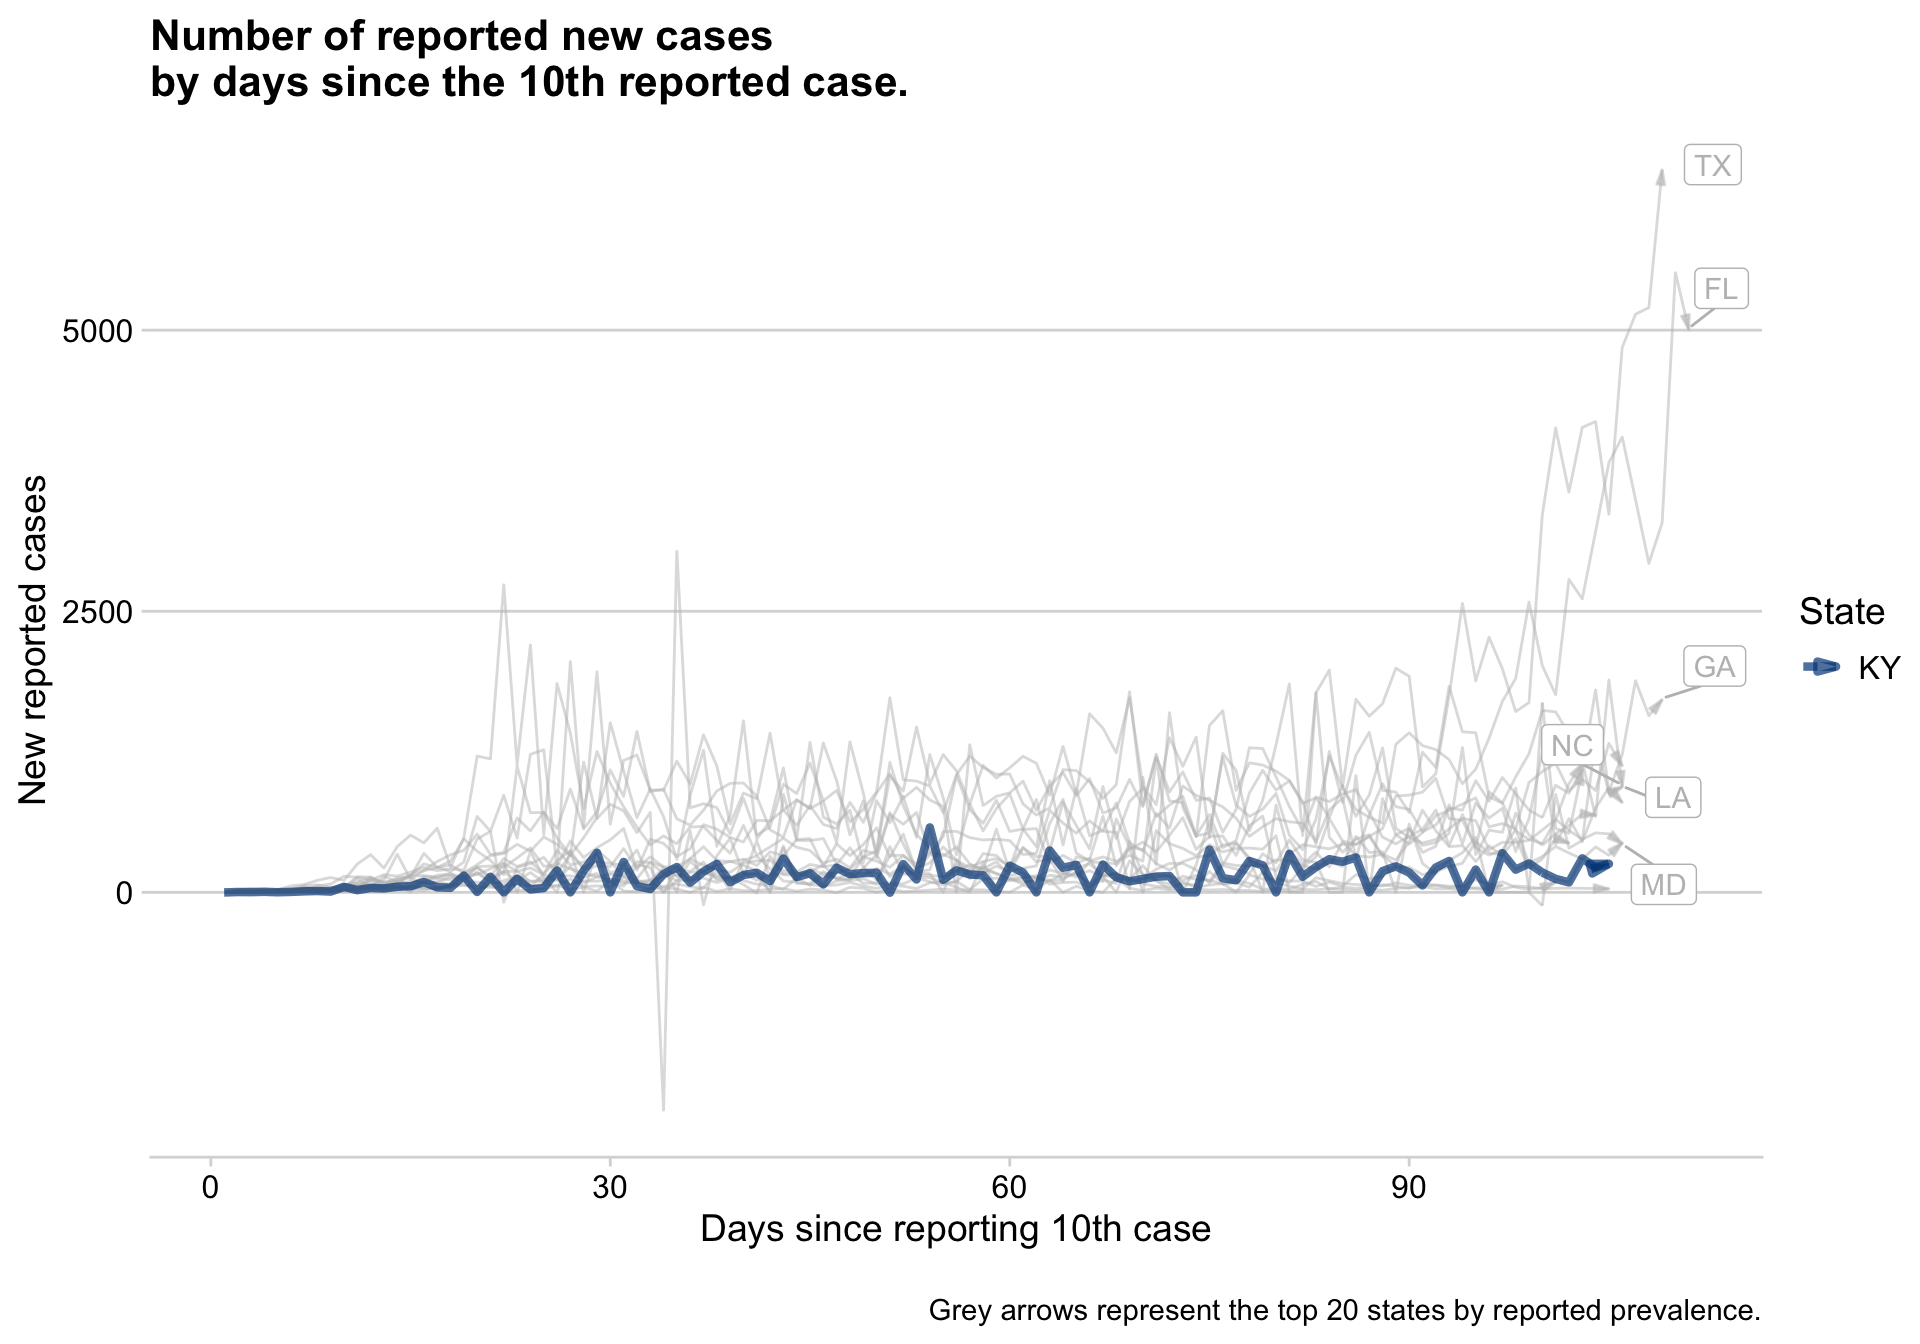 Number of reported new cases
by days since the 10th reported case.
TX
FL
5000
2500
0
New reported cases
GA
NC
LA
MD
State
KY
0
30
60
90
Days since reporting 10th case
Grey arrows represent the top 20 states by reported prevalence.